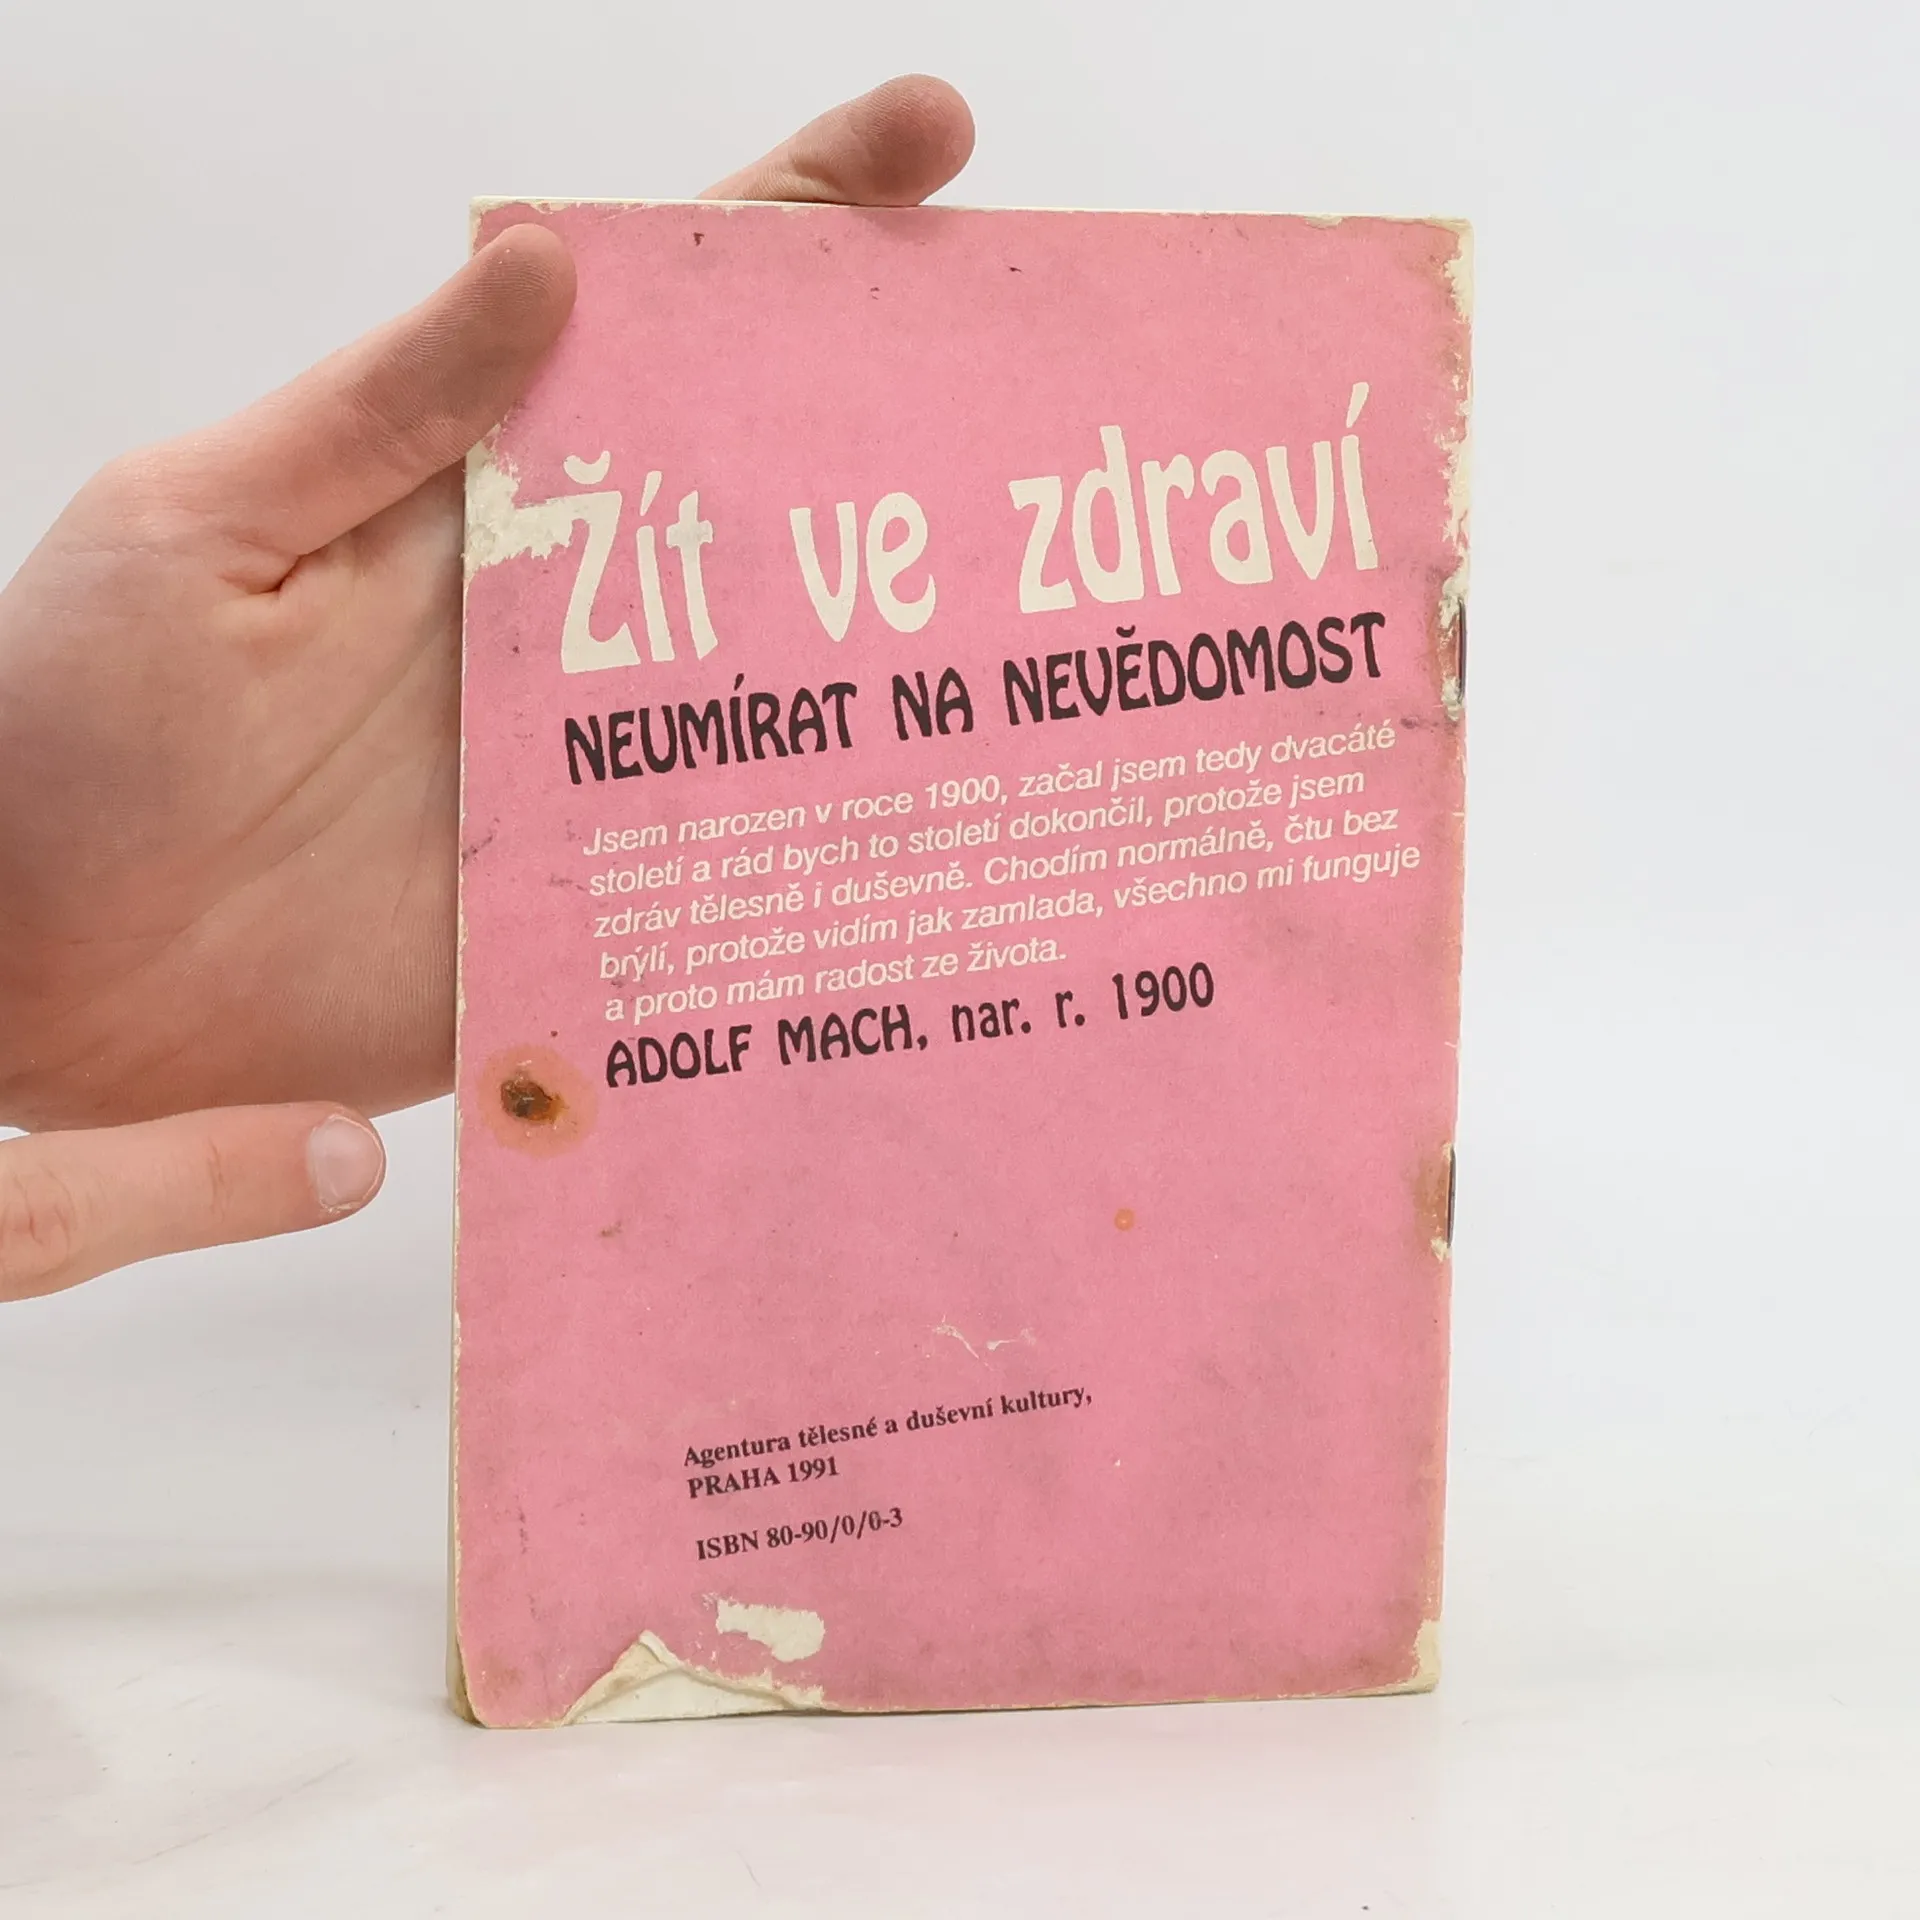 Žít ve zdraví
NEUMÍRAT NA NEVĚDOMOST
Jsem narozen v roce 1900, začal jsem tedy dvacáté
století a rád bych to století dokončil, protože jsem
zdráv tělesně i duševně. Chodím normálně, čtu bez
brýlí, protože vidím jak zamlada, všechno mi funguje
a proto mám radost ze života.
ADOLF MACH, nar. r. 1900
Agentura tělesné a duševní kultury,
PRAHA 1991
ISBN 80-90/0/0-3